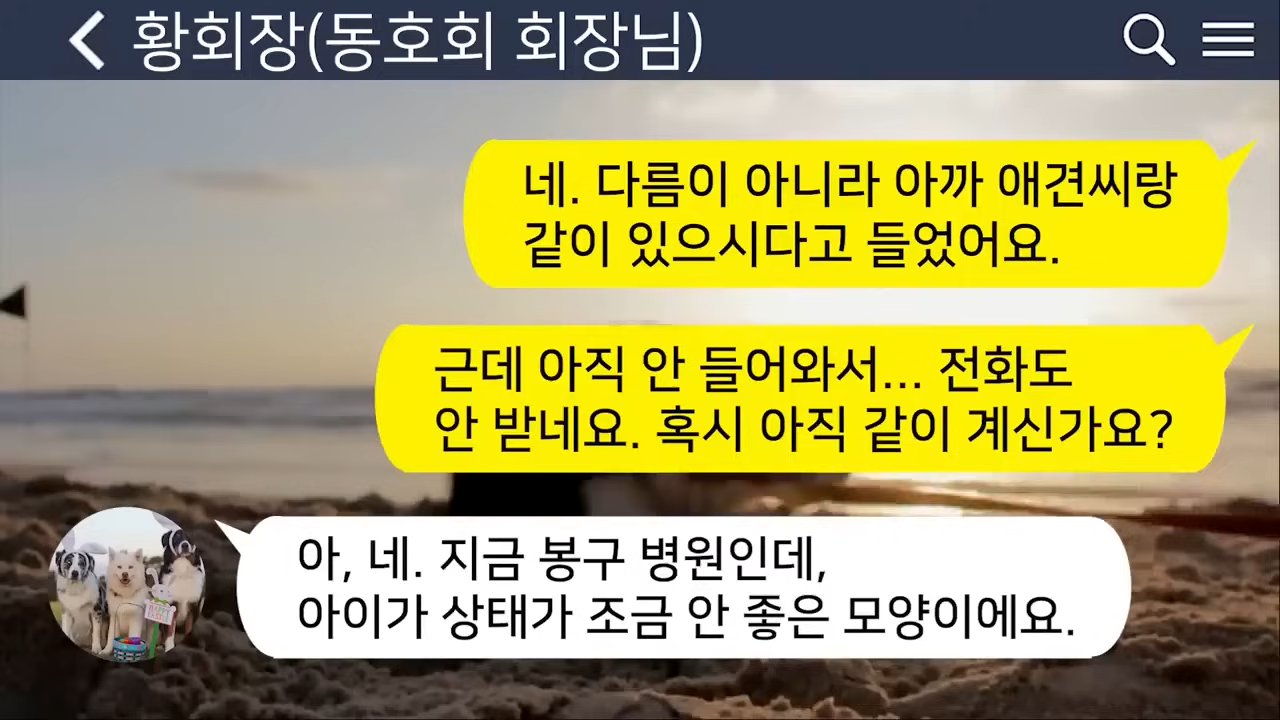 황회장(동호회 회장님)
네. 다름이 아니라 아까 애견씨랑
같이 있으시다고 들었어요.
근데 아직 안 들어와서... 전화도
안 받네요. 혹시 아직 같이 계신가요?
아, 네. 지금 봉구 병원인데,
아이가 상태가 조금 안 좋은 모양이에요.